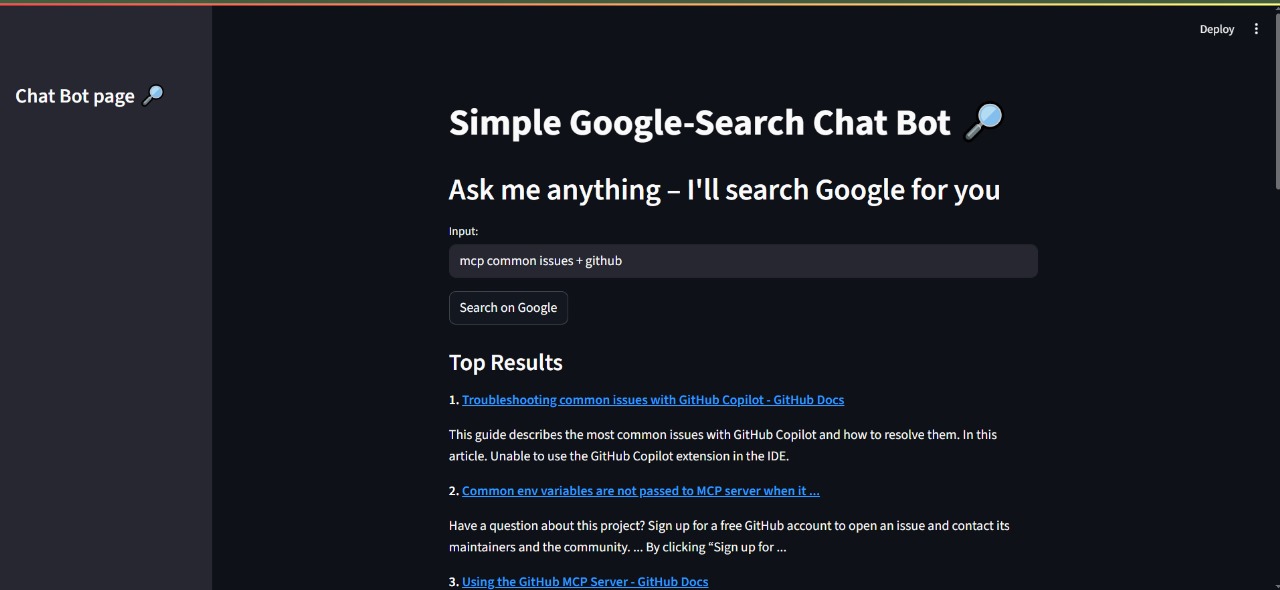 Deploy
Chat Bot page
Simple Google-Search Chat Bot
Ask me anything – I'll search Google for you
Input:
mcp common issues + github
Search on Google
Top Results
1. Troubleshooting common issues with GitHub Copilot - GitHub Docs
This guide describes the most common issues with GitHub Copilot and how to resolve them. In this
article. Unable to use the GitHub Copilot extension in the IDE.
2. Common env variables are not passed to MCP server when it ...
Have a question about this project? Sign up for a free GitHub account to open an issue and contact its
maintainers and the community. ... By clicking “Sign up for ...
3. Using the GitHub MCP Server - GitHub Docs